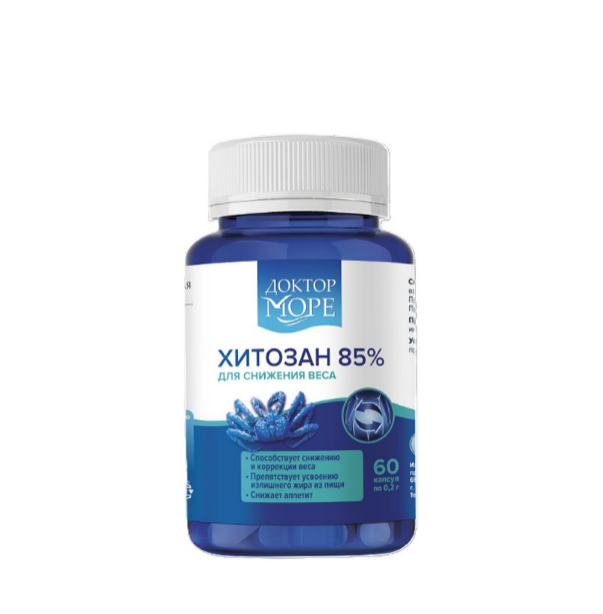 ДОКТОР
МОРЕ
ХИТОЗАН 85%
ДЛЯ СНИЖЕНИЯ ВЕСА
• Способствует снижению
и коррекции веса
• Препятствует усвоению
излишнего жира из пищи
• Снижает аппетит
60
капсул
по 0,2 г